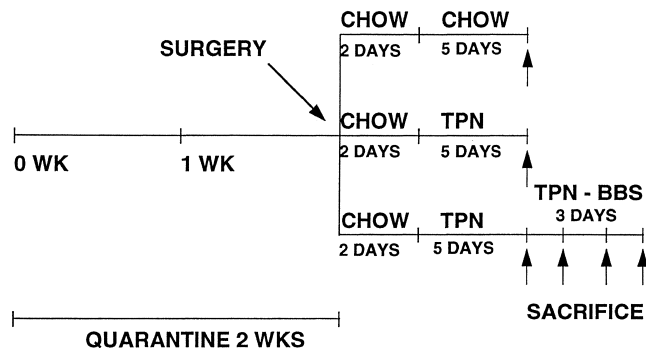 CHOW CHOW
2 DAYS 5 DAYS
SURGERY
CHOW TPN
2 DAYS 5 DAYS
0 WK 1 WK
TPN - BBS
3 DAYS
CHOW TPN
2 DAYS 5 DAYS
SACRIFICE
QUARANTINE 2 WKS